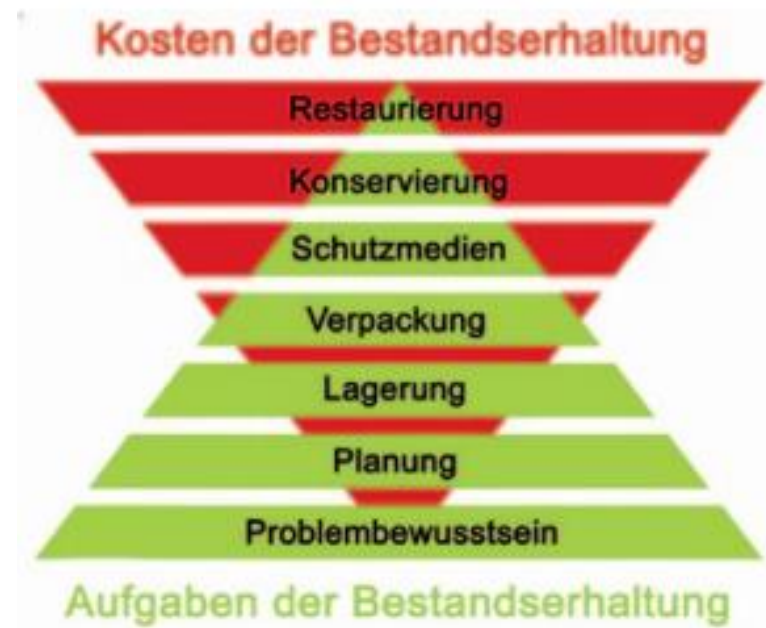 Kosten der Bestandserhaltung
Restaurierung
Konservierung
Schutzmedien
Verpackung
Lagerung
Planung
Problembewusstsein
Aufgaben der Bestandserhaltung